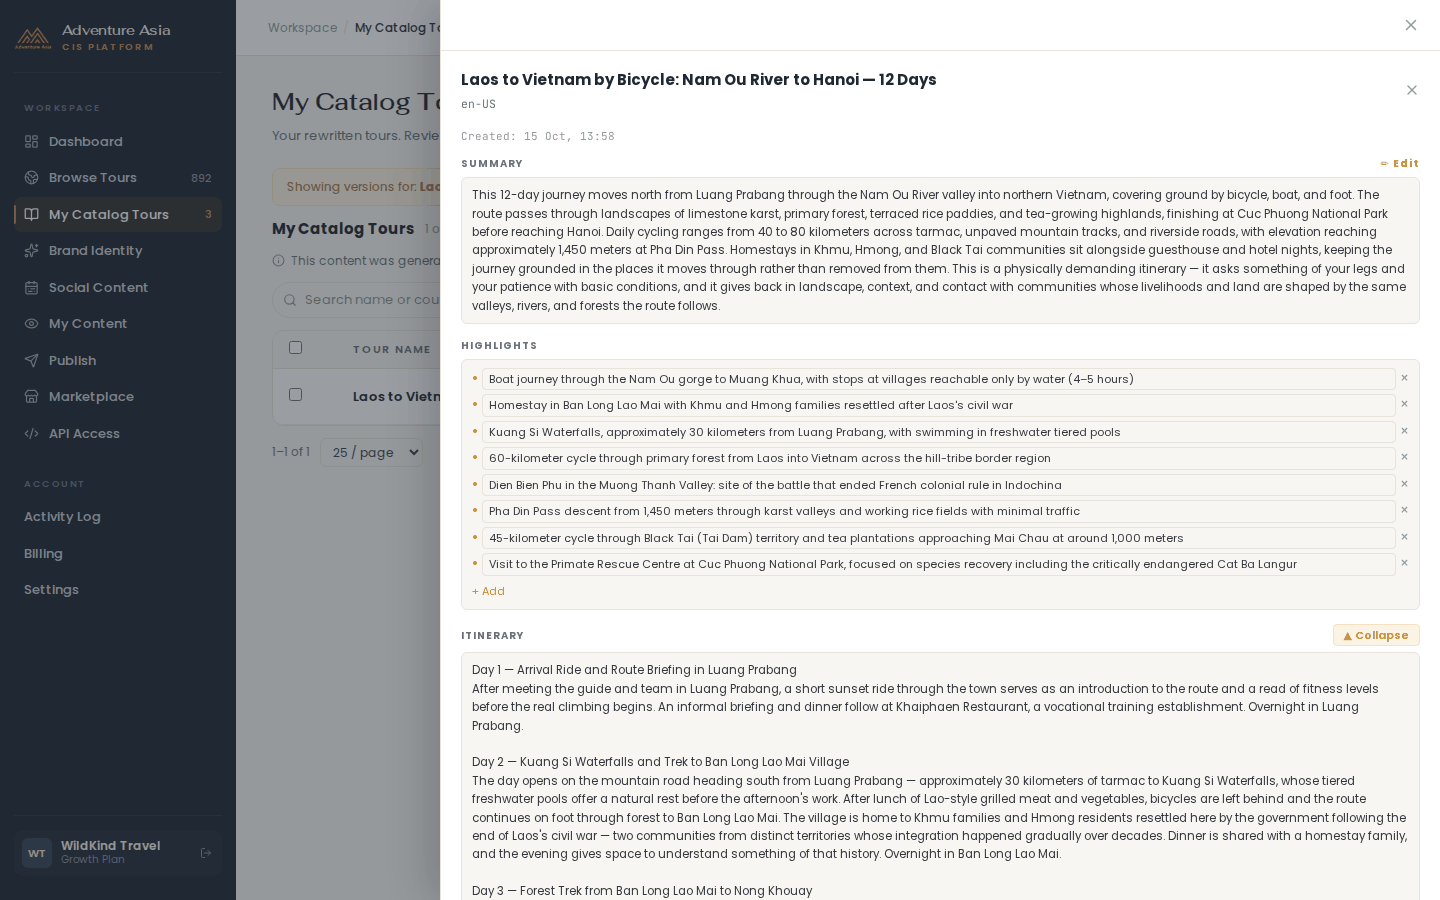 Adventure Asia
Adventure Asia
CIS PLATFORM
WORKSPACE
Dashboard
Browse Tours 892
My Catalog Tours 3
Brand Identity
Social Content
My Content
Publish
Marketplace
API Access
ACCOUNT
Activity Log
Billing
Settings
WT
WildKind Travel
Growth Plan
Workspace / My Catalog To
My Catalog To
Your rewritten tours. Revie
Showing versions for: Lao
My Catalog Tours 1 o
This content was genera
Search name or cou
TOUR NAME
Laos to Vietn
1–1 of 1 25 / page
×
Laos to Vietnam by Bicycle: Nam Ou River to Hanoi — 12 Days
×
en-US
Created: 15 Oct, 13:58
SUMMARY
✏ Edit
This 12-day journey moves north from Luang Prabang through the Nam Ou River valley into northern Vietnam, covering ground by bicycle, boat, and foot. The
route passes through landscapes of limestone karst, primary forest, terraced rice paddies, and tea-growing highlands, finishing at Cuc Phuong National Park
before reaching Hanoi. Daily cycling ranges from 40 to 80 kilometers across tarmac, unpaved mountain tracks, and riverside roads, with elevation reaching
approximately 1,450 meters at Pha Din Pass. Homestays in Khmu, Hmong, and Black Tai communities sit alongside guesthouse and hotel nights, keeping the
journey grounded in the places it moves through rather than removed from them. This is a physically demanding itinerary — it asks something of your legs and
your patience with basic conditions, and it gives back in landscape, context, and contact with communities whose livelihoods and land are shaped by the same
valleys, rivers, and forests the route follows.
HIGHLIGHTS
• Boat journey through the Nam Ou gorge to Muang Khua, with stops at villages reachable only by water (4–5 hours) ×
• Homestay in Ban Long Lao Mai with Khmu and Hmong families resettled after Laos's civil war ×
• Kuang Si Waterfalls, approximately 30 kilometers from Luang Prabang, with swimming in freshwater tiered pools ×
• 60-kilometer cycle through primary forest from Laos into Vietnam across the hill-tribe border region ×
• Dien Bien Phu in the Muong Thanh Valley: site of the battle that ended French colonial rule in Indochina ×
• Pha Din Pass descent from 1,450 meters through karst valleys and working rice fields with minimal traffic ×
• 45-kilometer cycle through Black Tai (Tai Dam) territory and tea plantations approaching Mai Chau at around 1,000 meters ×
• Visit to the Primate Rescue Centre at Cuc Phuong National Park, focused on species recovery including the critically endangered Cat Ba Langur ×
+ Add
ITINERARY
▲ Collapse
Day 1 — Arrival Ride and Route Briefing in Luang Prabang
After meeting the guide and team in Luang Prabang, a short sunset ride through the town serves as an introduction to the route and a read of fitness levels
before the real climbing begins. An informal briefing and dinner follow at Khaiphaen Restaurant, a vocational training establishment. Overnight in Luang
Prabang.
Day 2 — Kuang Si Waterfalls and Trek to Ban Long Lao Mai Village
The day opens on the mountain road heading south from Luang Prabang — approximately 30 kilometers of tarmac to Kuang Si Waterfalls, whose tiered
freshwater pools offer a natural rest before the afternoon's work. After lunch of Lao-style grilled meat and vegetables, bicycles are left behind and the route
continues on foot through forest to Ban Long Lao Mai. The village is home to Khmu families and Hmong residents resettled here by the government following the
end of Laos's civil war — two communities from distinct territories whose integration happened gradually over decades. Dinner is shared with a homestay family,
and the evening gives space to understand something of that history. Overnight in Ban Long Lao Mai.
Day 3 — Forest Trek from Ban Long Lao Mai to Nong Khouay